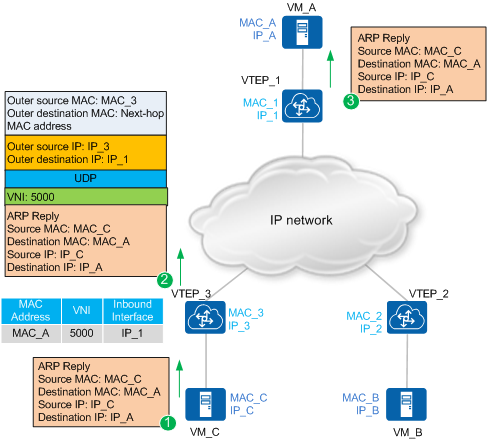 VM_A
MAC_A
IP_A
VTEP_1
MAC_1
IP_1
ARP Reply
Source MAC: MAC_C
Destination MAC: MAC_A
Source IP: IP_C
Destination IP: IP_A
3
Outer source MAC: MAC_3
Outer destination MAC: Next-hop
MAC address
Outer source IP: IP_3
Outer destination IP: IP_1
UDP
VNI: 5000
ARP Reply
Source MAC: MAC_C
Destination MAC: MAC_A
Source IP: IP_C
Destination IP: IP_A
2
IP network
VTEP_3
MAC_3
IP_3
VTEP_2
MAC_2
IP_2
MAC Address VNI Inbound Interface
MAC_A 5000 IP_1
ARP Reply
Source MAC: MAC_C
Destination MAC: MAC_A
Source IP: IP_C
Destination IP: IP_A
1
MAC_C
IP_C
VM_C
MAC_B
IP_B
VM_B